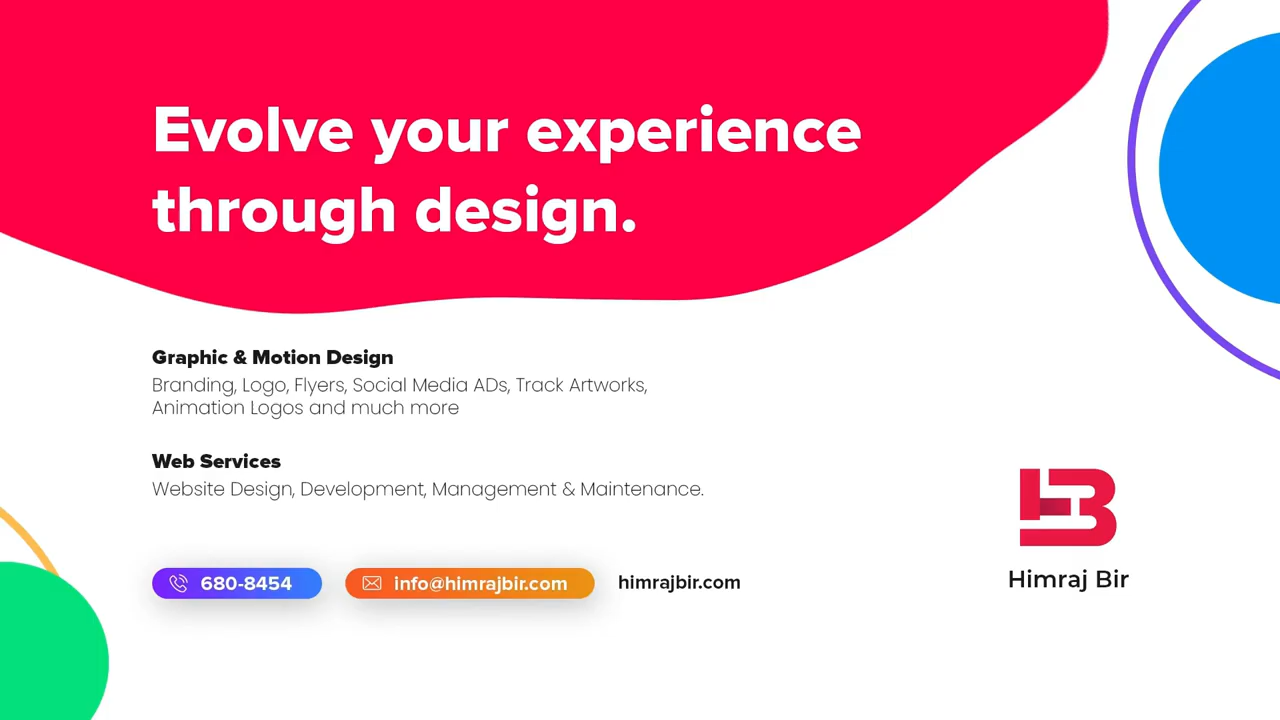 Evolve your experience
through design.
Graphic & Motion Design
Branding, Logo, Flyers, Social Media ADs, Track Artworks,
Animation Logos and much more
Web Services
Website Design, Development, Management & Maintenance.
680-8454
info@himrajbir.com
himrajbir.com
Himraj Bir